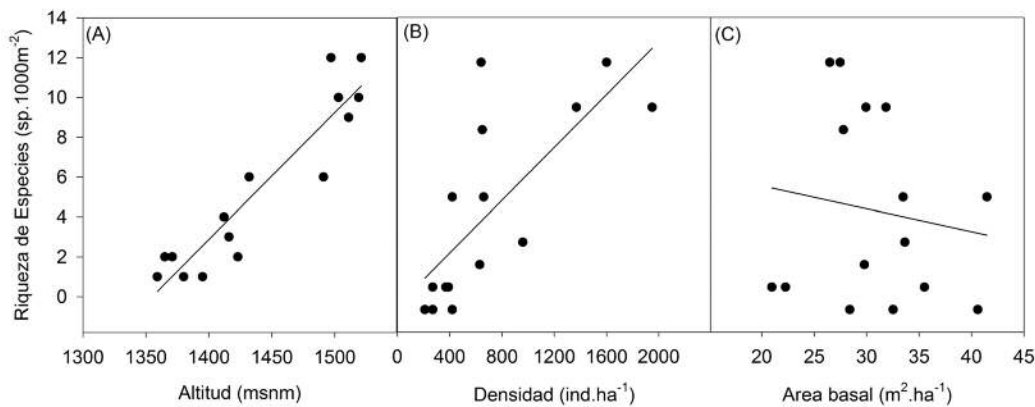 Riqueza de Especies (sp.1000m⁻²)
14
12
10
8
6
4
2
0
(A)
(B)
(C)
1300 1350 1400 1450 1500
0 400 800 1200 1600 2000
20 25 30 35 40 45
Altitud (msnm)
Densidad (ind.ha⁻¹)
Area basal (m².ha⁻¹)